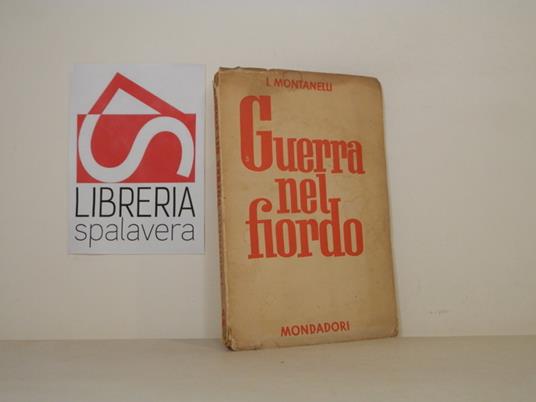 LIBRERIA
spalavera
I. MONTANELLI
Guerra
nel
fiordo
MONDADORI